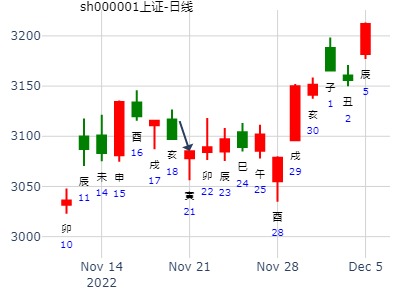 sh000001上证-日线
3200
3150
3100
3050
3000
卯
10
辰
11
未
14
申
15
酉
16
戌
17
亥
18
寅
21
卯
22
辰
23
巳
24
午
25
酉
28
戌
29
亥
30
子
1
丑
2
辰
5
Nov 14
2022
Nov 21
Nov 28
Dec 5